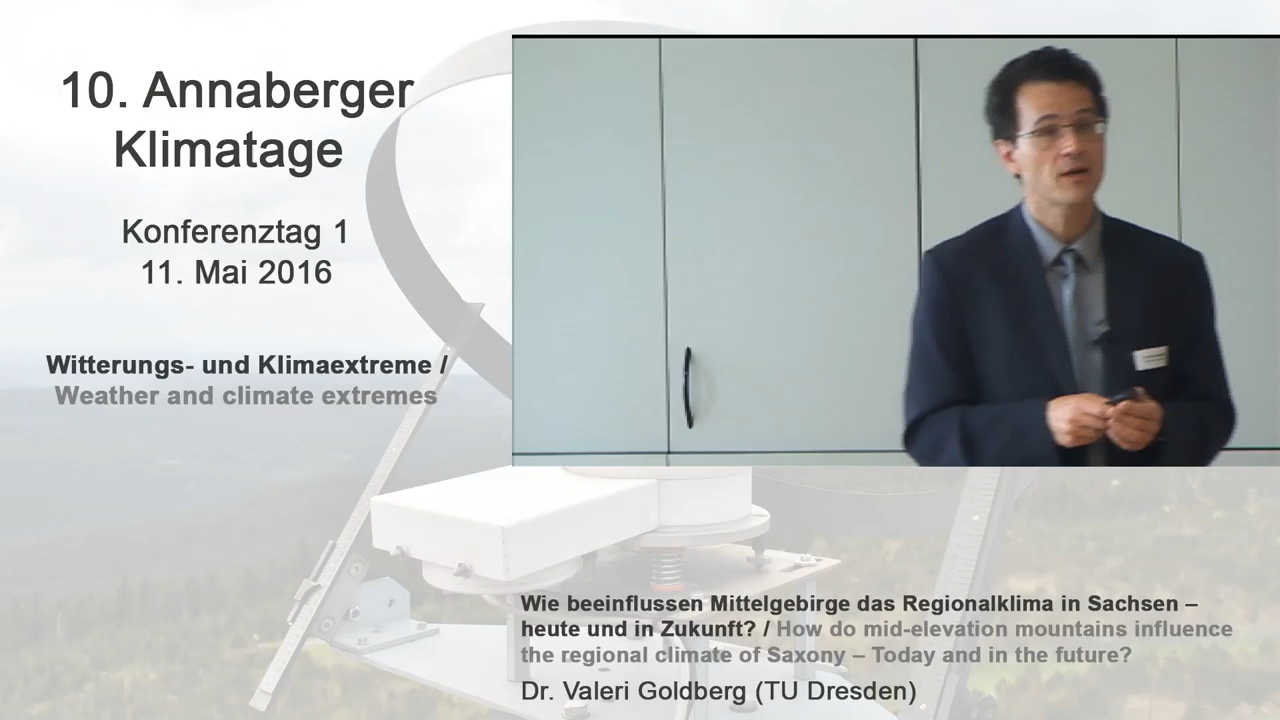 10. Annaberger
Klimatage
Konferenztag 1
11. Mai 2016
Witterungs- und Klimaextreme /
Weather and climate extremes
Wie beeinflussen Mittelgebirge das Regionalklima in Sachsen –
heute und in Zukunft? / How do mid-elevation mountains influence
the regional climate of Saxony – Today and in the future?
Dr. Valeri Goldberg (TU Dresden)